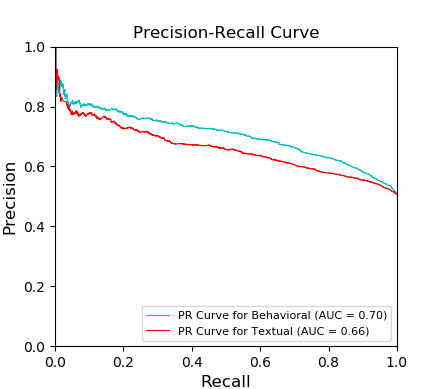 Precision-Recall Curve
1.0
0.8
0.6
0.4
0.2
0.0
Precision
PR Curve for Behavioral (AUC = 0.70)
PR Curve for Textual (AUC = 0.66)
0.0 0.2 0.4 0.6 0.8 1.0
Recall